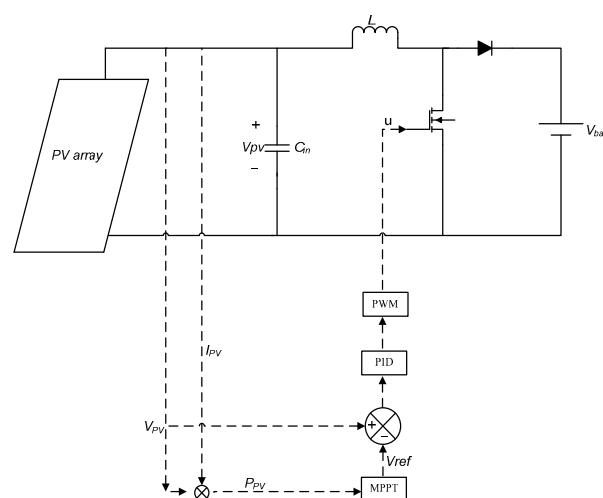 L
PV array
+
Vpv
−
Cin
u
Vba
PWM
IPV
PID
VPV
+
−
Vref
PPV
MPPT